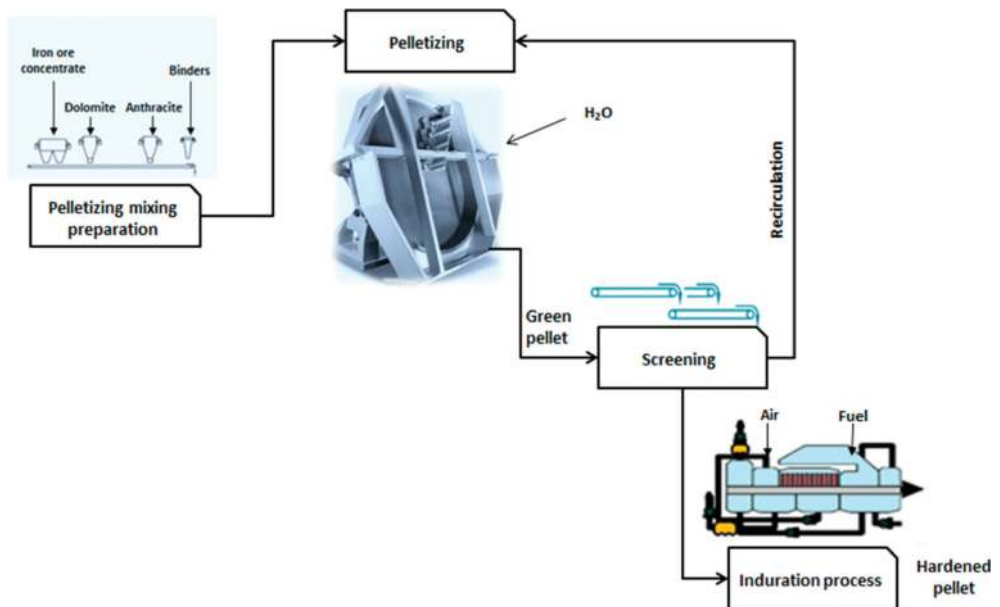 Iron ore
concentrate
Binders
Dolomite
Anthracite
Pelletizing mixing
preparation
Pelletizing
H₂O
Recirculation
Green
pellet
Screening
Air
Fuel
Induration process
Hardened
pellet